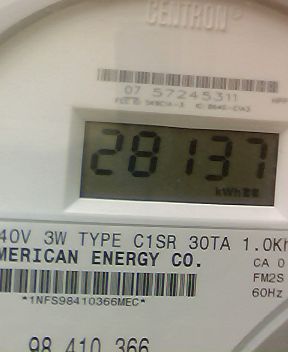 CENTRON®
07 57245311
28137
kWh
40V 3W TYPE C1SR 30TA 1.0Kh
MERICAN ENERGY CO.
CA 0
FM2S
60Hz
*1NFS98410366MEC*
98 410 366